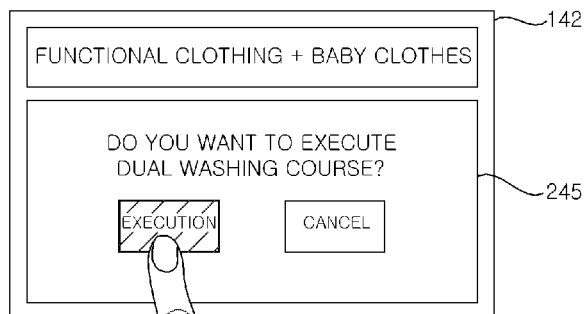 142
FUNCTIONAL CLOTHING + BABY CLOTHES
DO YOU WANT TO EXECUTE
DUAL WASHING COURSE?
245
EXECUTION
CANCEL